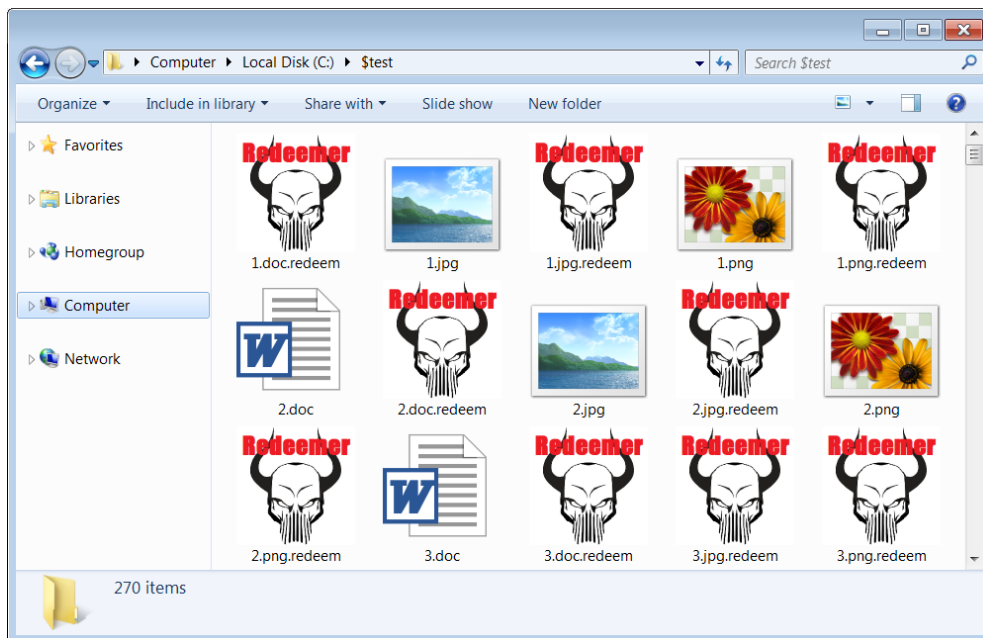 Computer Local Disk (C:) $test
Search $test
Organize Include in library Share with Slide show New folder
Favorites
Libraries
Homegroup
Computer
Network
Redeemer Redeemer Redeemer
1.doc.redeem 1.jpg 1.jpg.redeem 1.png 1.png.redeem
Redeemer Redeemer
W
2.doc 2.doc.redeem 2.jpg 2.jpg.redeem 2.png
Redeemer Redeemer Redeemer Redeemer
W
2.png.redeem 3.doc 3.doc.redeem 3.jpg.redeem 3.png.redeem
270 items